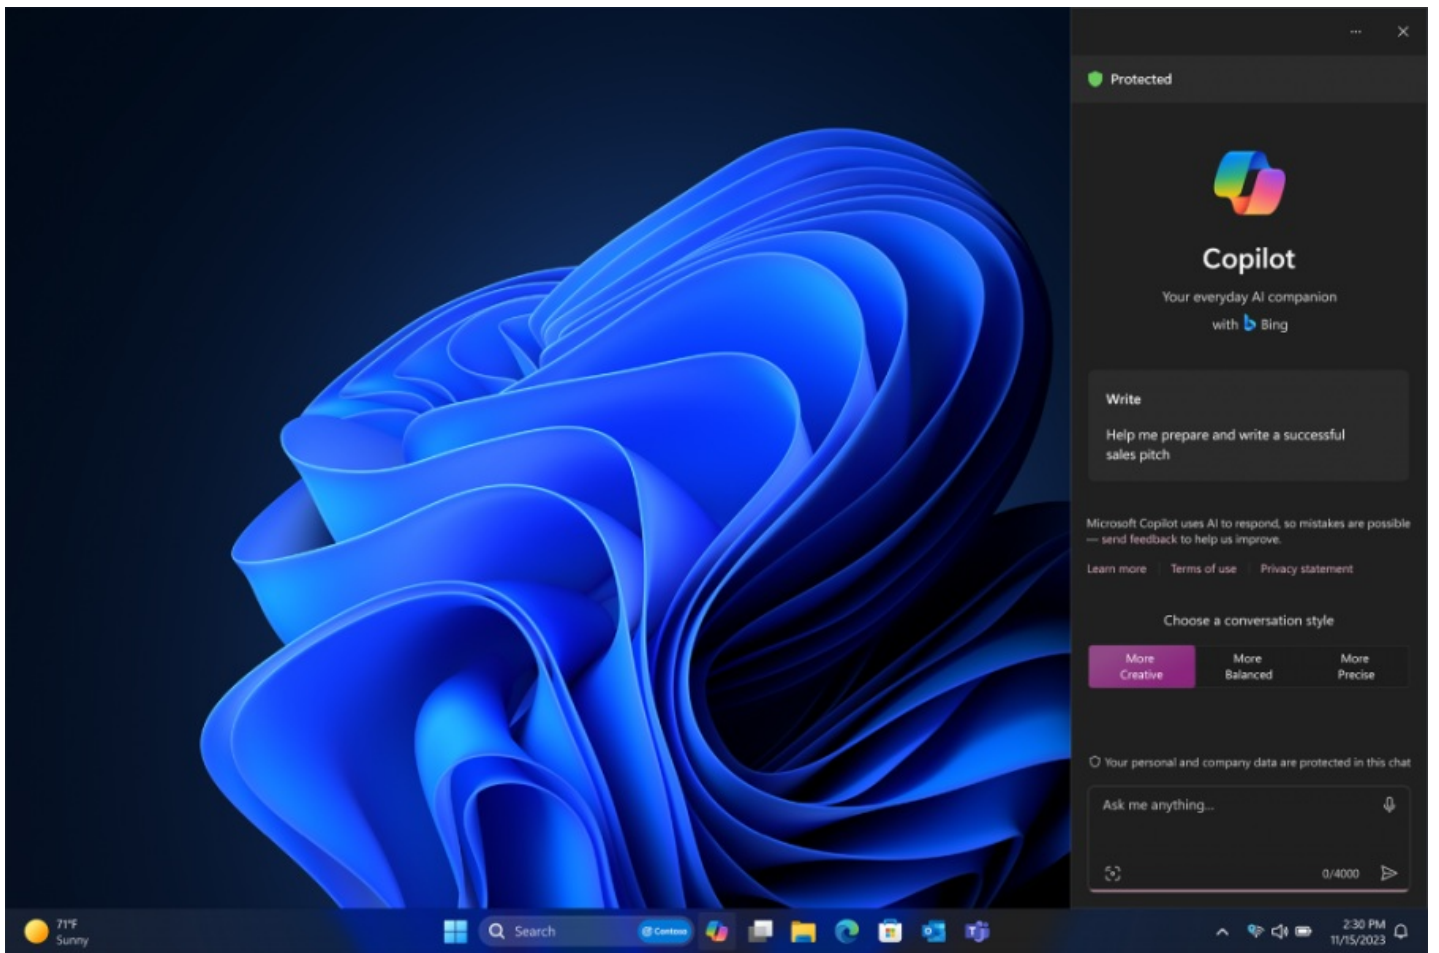 Protected
Copilot
Your everyday AI companion
with Bing
Write
Help me prepare and write a successful
sales pitch
Microsoft Copilot uses AI to respond, so mistakes are possible
— send feedback to help us improve.
Learn more Terms of use Privacy statement
Choose a conversation style
More
Creative
More
Balanced
More
Precise
Your personal and company data are protected in this chat
Ask me anything...
0/4000
71°F
Sunny
Search
Contoso
2:30 PM
11/15/2023